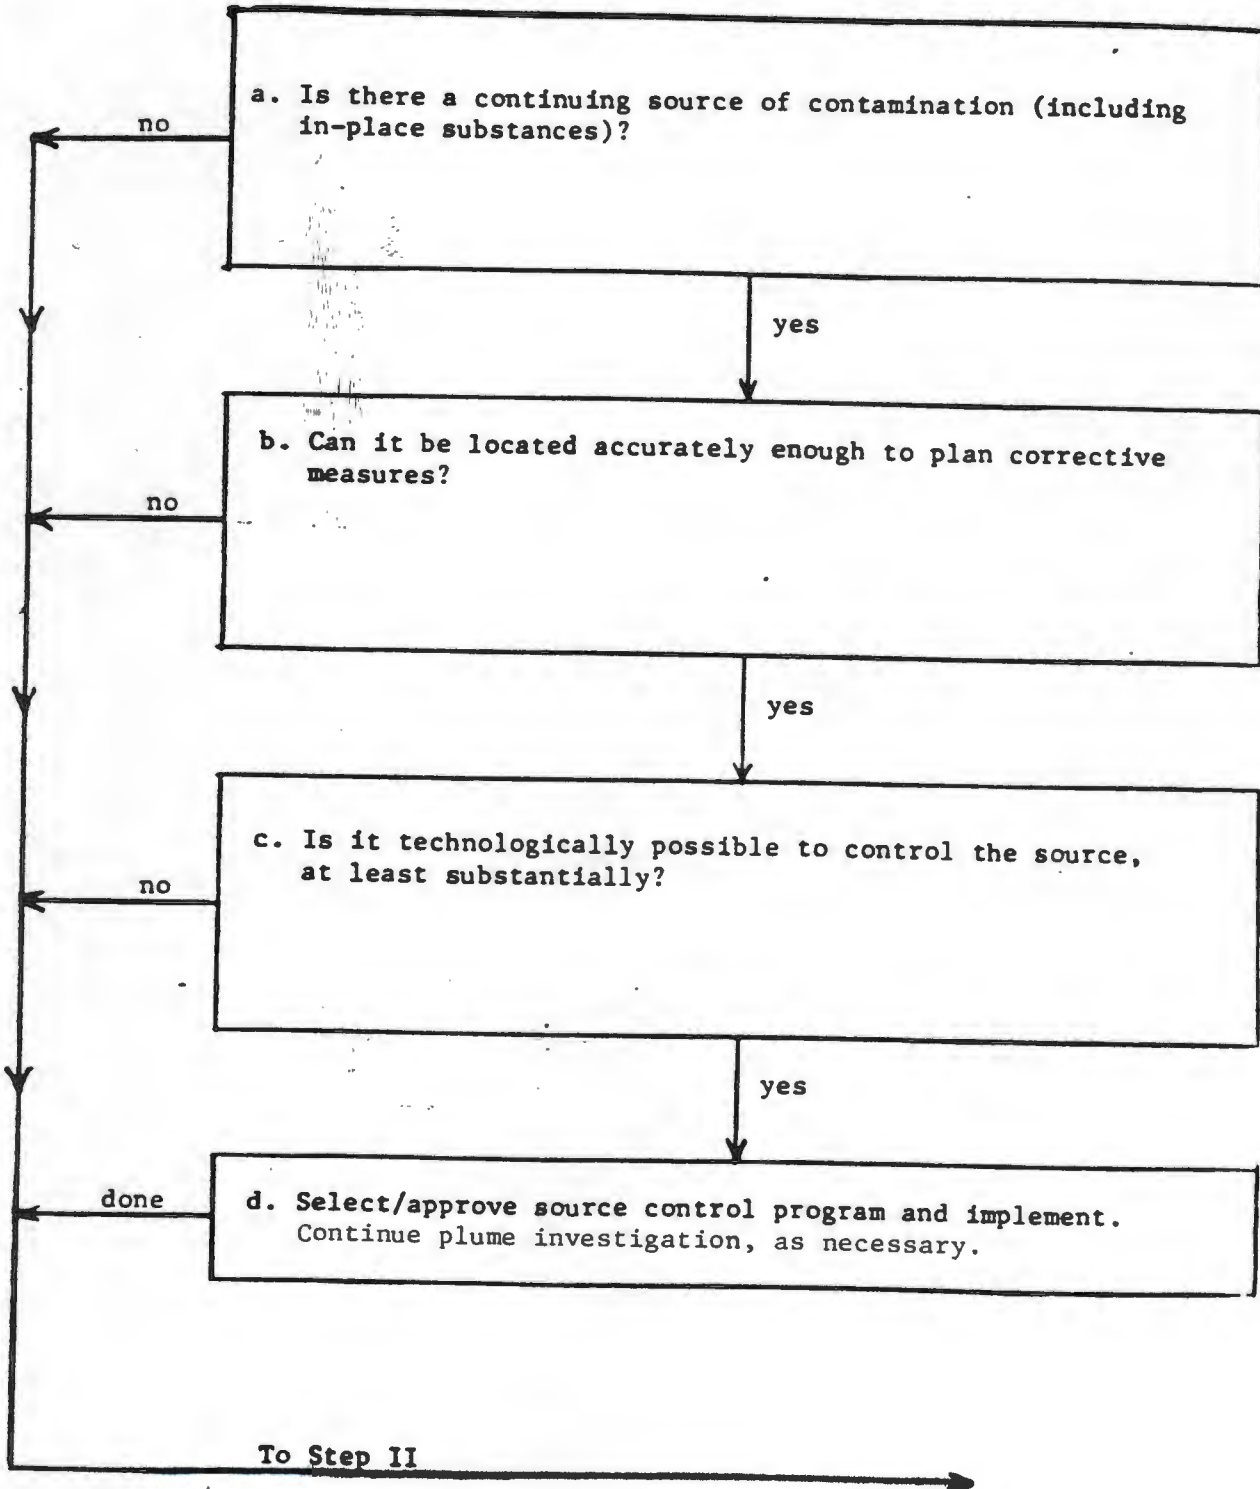 a. Is there a continuing source of contamination (including
in-place substances)?
no
yes
b. Can it be located accurately enough to plan corrective
measures?
no
yes
c. Is it technologically possible to control the source,
at least substantially?
no
yes
d. Select/approve source control program and implement.
Continue plume investigation, as necessary.
done
To Step II